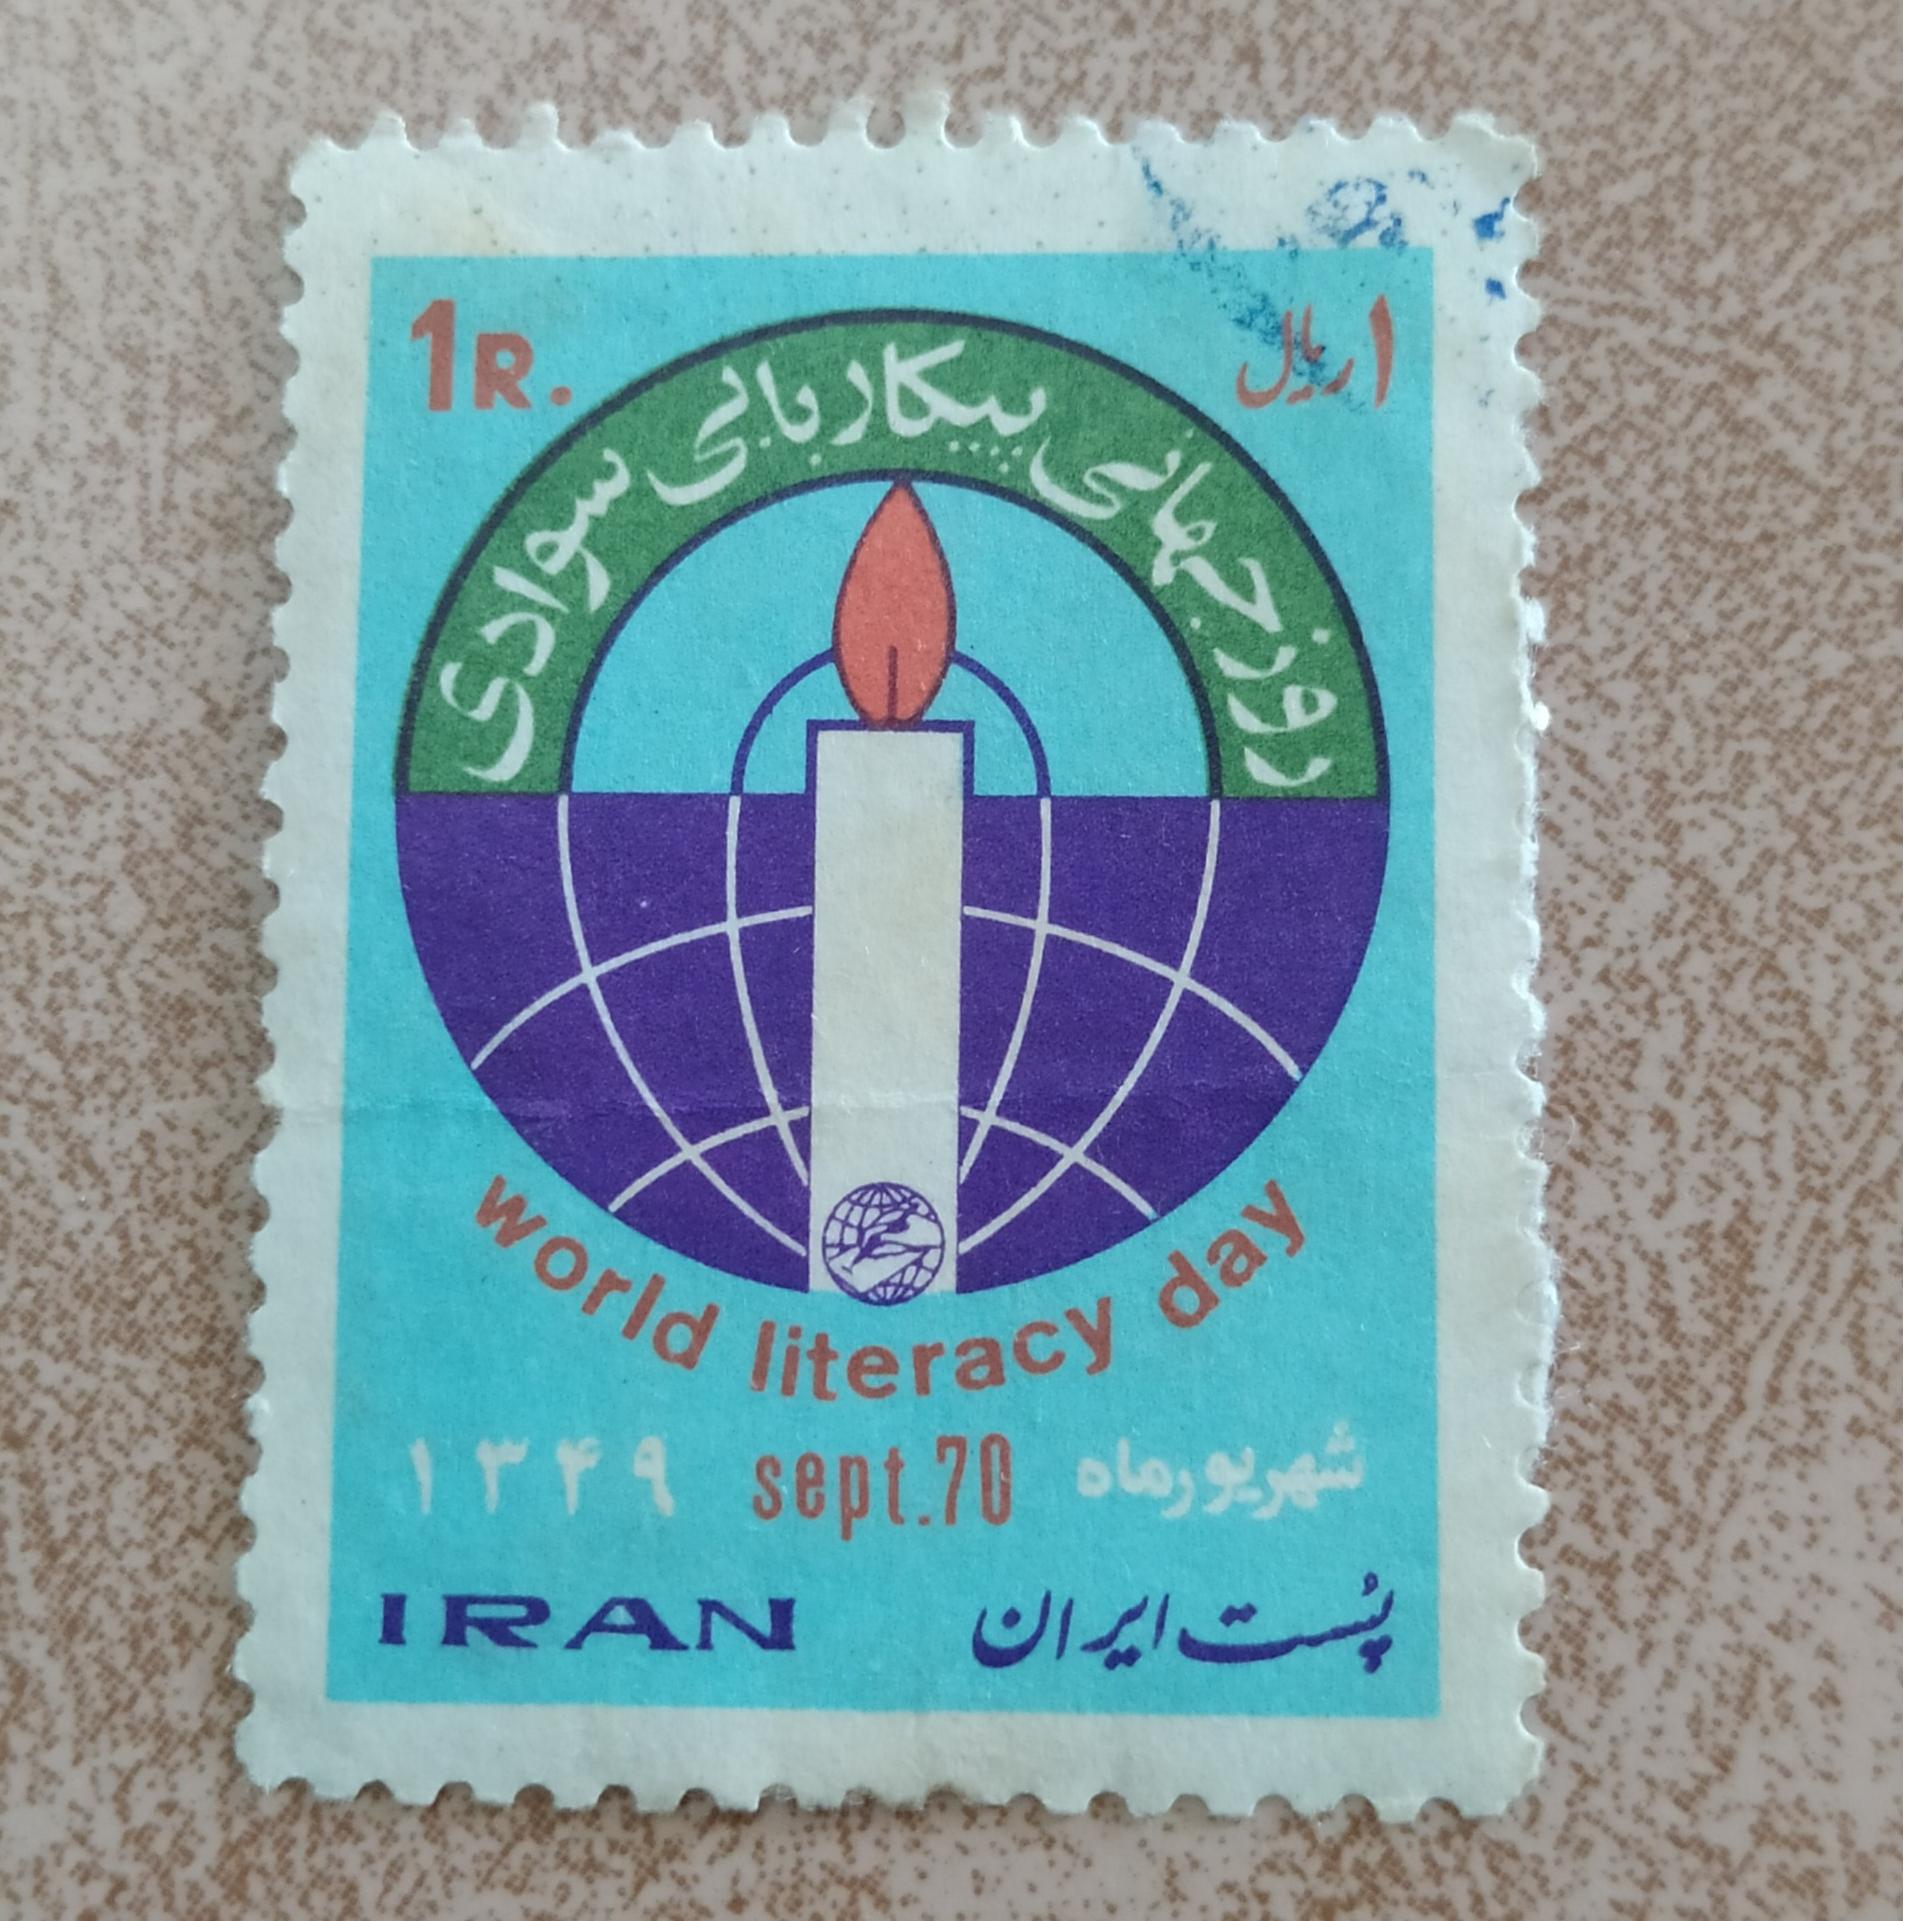 1R.
۱ ریال
روز جهانی پیکار با بی سوادی
world literacy day
شهریور ماه sept.70 ۱۳۴۹
IRAN
پست ایران